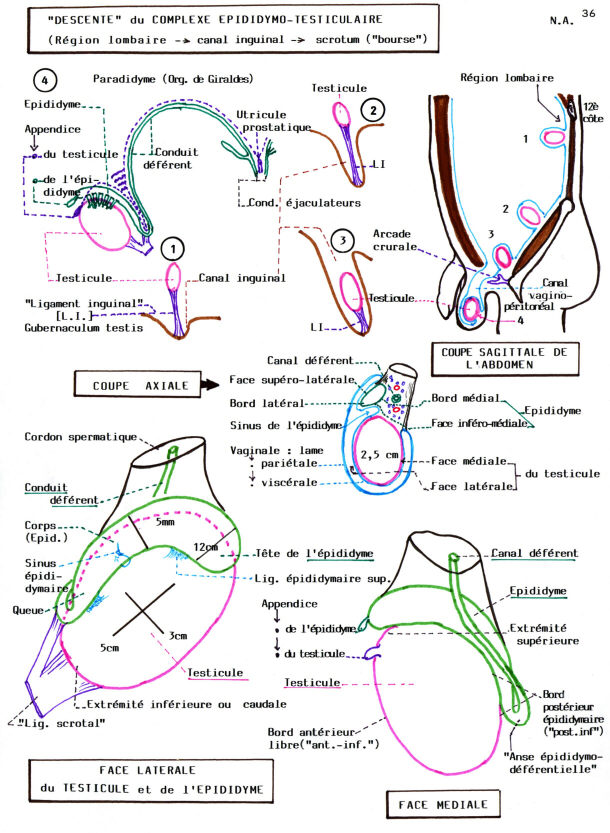 "DESCENTE" du COMPLEXE EPIDIDYMO-TESTICULAIRE
(Région lombaire → canal inguinal → scrotum ("bourse")
N.A. 36
4
Paradidyme (Org. de Giraldes)
Epididyme
Appendice
du testicule
de l'épi-
didyme
Conduit
déférent
Utricule
prostatique
Cond. éjaculateurs
Testicule
1
Canal inguinal
"Ligament inguinal"
[L.I.]
Gubernaculum testis
Testicule
2
LI
3
Testicule
LI
Région lombaire
12è
côte
1
2
3
Arcade
crurale
Canal
vagino-
péritonéal
4
COUPE SAGITTALE DE
L'ABDOMEN
COUPE AXIALE
Canal déférent
Face supéro-latérale
Bord latéral
Sinus de l'épididyme
Vaginale : lame
pariétale
viscérale
2,5 cm
Bord médial
Epididyme
Face inféro-médiale
Face médiale
du testicule
Face latérale
Cordon spermatique
Conduit
déférent
Corps
(Epid.)
Sinus
épidi-
dymaire
Queue
5mm
12cm
Tête de l'épididyme
Lig. épididymaire sup.
3cm
5cm
Testicule
Extrémité inférieure ou caudale
"Lig. scrotal"
FACE LATERALE
du TESTICULE et de l'EPIDIDYME
Canal déférent
Epididyme
Appendice
de l'épididyme
du testicule
Extrémité
supérieure
Testicule
Bord antérieur
libre("ant.-inf.")
Bord
postérieur
épididymaire
("post.inf")
"Anse épididymo-
déférentielle"
FACE MEDIALE